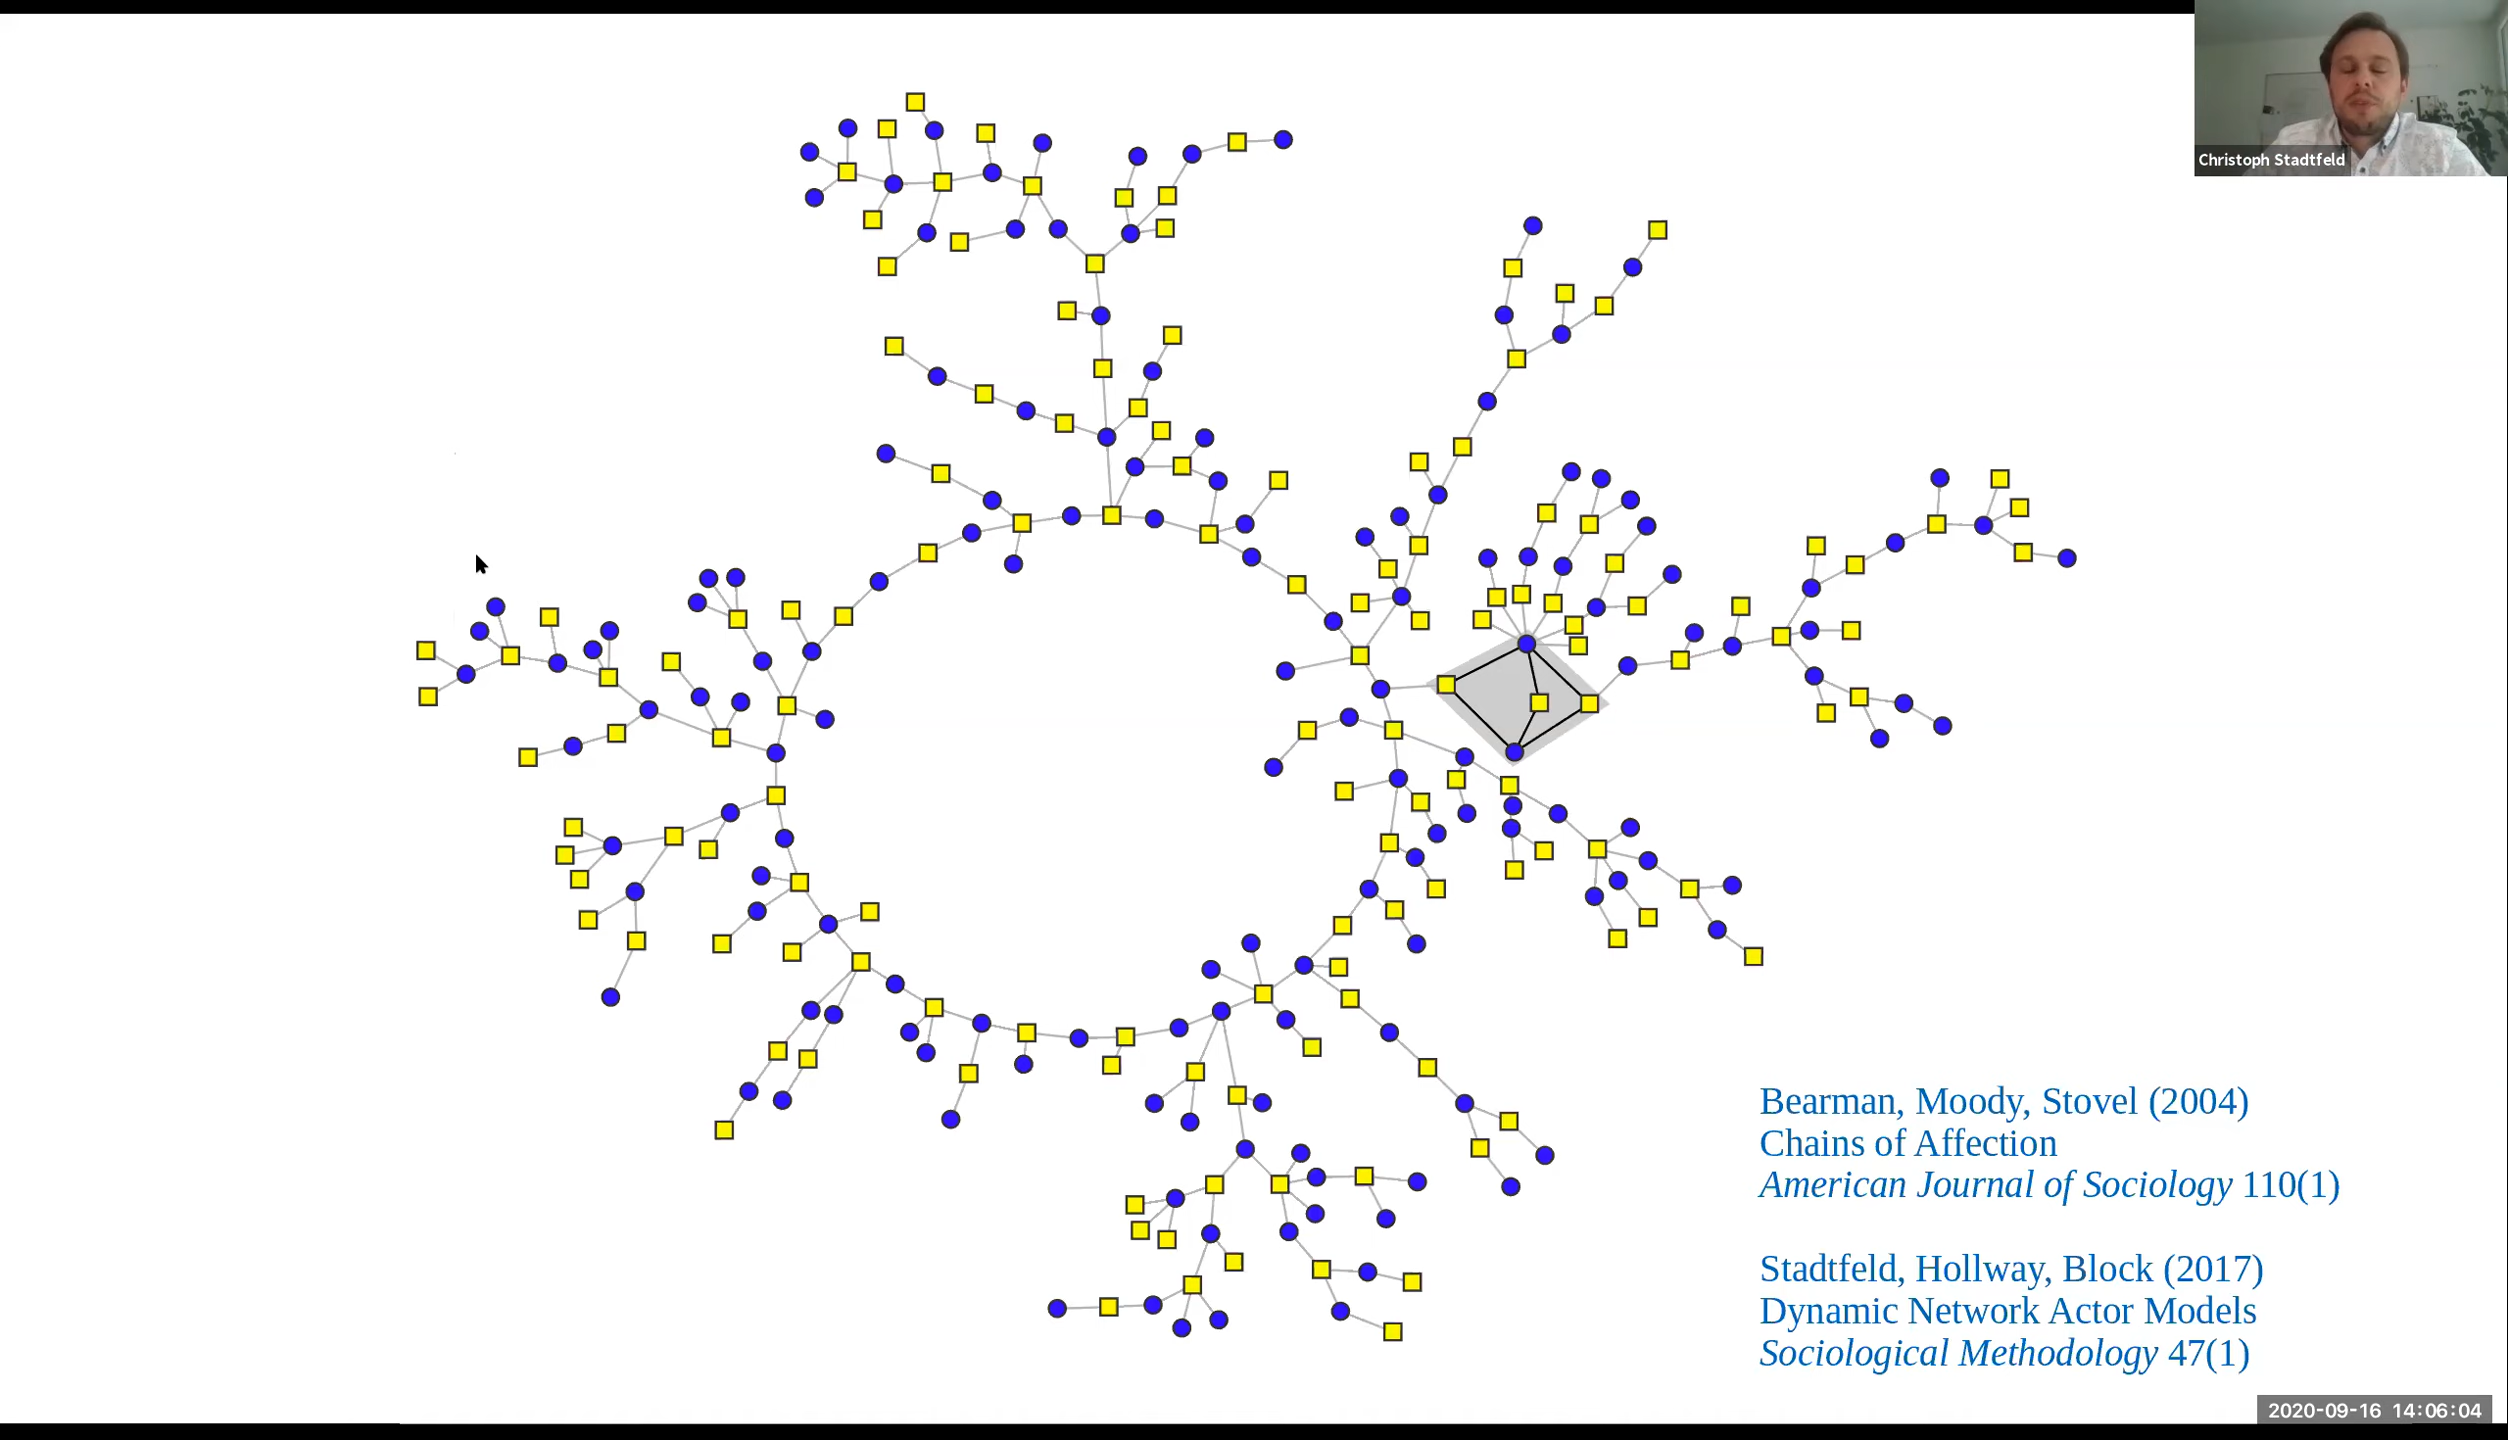 Christoph Stadtfeld
Bearman, Moody, Stovel (2004)
Chains of Affection
American Journal of Sociology 110(1)
Stadtfeld, Hollway, Block (2017)
Dynamic Network Actor Models
Sociological Methodology 47(1)
2020-09-16 14:06:04